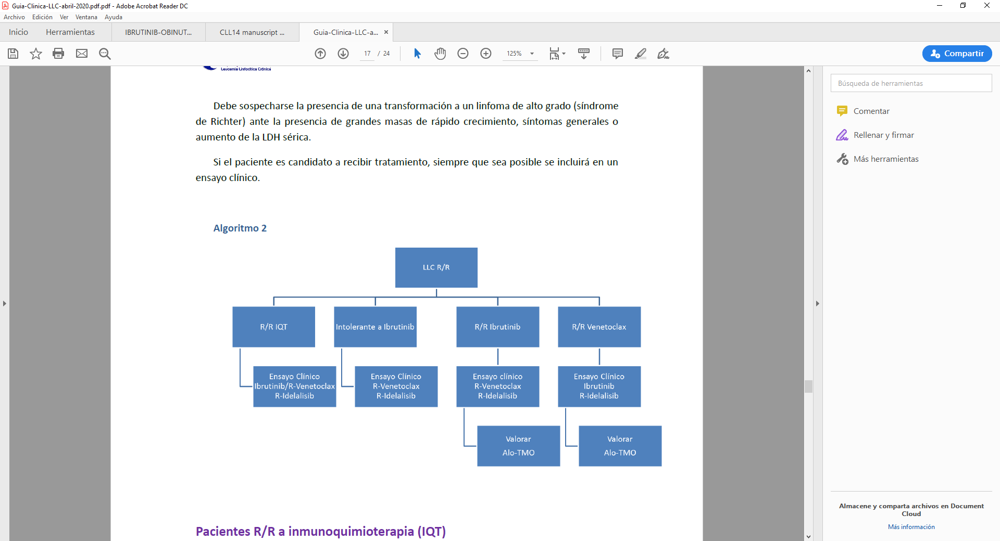 Guia-Clinica-LLC-abril-2020.pdf.pdf - Adobe Acrobat Reader DC
Archivo Edición Ver Ventana Ayuda
Inicio Herramientas IBRUTINIB-OBINUT... CLL14 manuscript ... Guia-Clinica-LLC-a...
17 / 24 125% Compartir
Leucemia Linfocítica Crónica
Debe sospecharse la presencia de una transformación a un linfoma de alto grado (síndrome
de Richter) ante la presencia de grandes masas de rápido crecimiento, síntomas generales o
aumento de la LDH sérica.
Si el paciente es candidato a recibir tratamiento, siempre que sea posible se incluirá en un
ensayo clínico.
Algoritmo 2
LLC R/R
R/R IQT
Intolerante a Ibrutinib
R/R Ibrutinib
R/R Venetoclax
Ensayo Clínico
Ibrutinib/R-Venetoclax
R-Idelalisib
Ensayo Clínico
R-Venetoclax
R-Idelalisib
Ensayo clínico
R-Venetoclax
R-Idelalisib
Ensayo Clínico
Ibrutinib
R-Idelalisib
Valorar
Alo-TMO
Valorar
Alo-TMO
Pacientes R/R a inmunoquimioterapia (IQT)
Búsqueda de herramientas
Comentar
Rellenar y firmar
Más herramientas
Almacene y comparta archivos en Document
Cloud
Más información